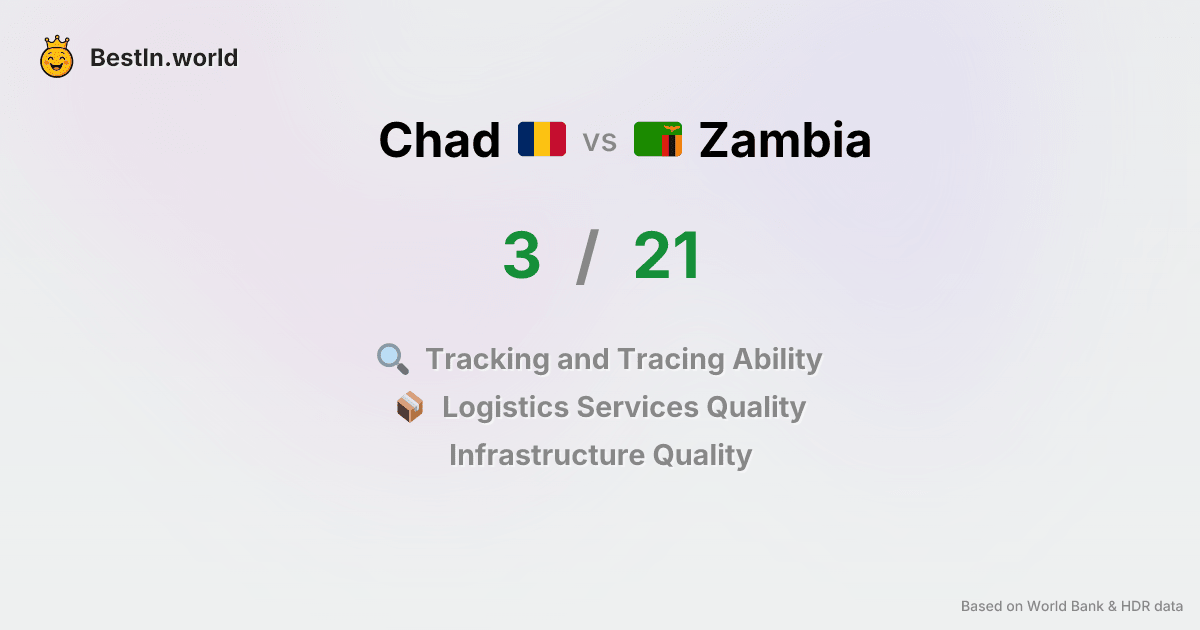 BestIn.world
Chad vs Zambia
3 / 21
Tracking and Tracing Ability
Logistics Services Quality
Infrastructure Quality
Based on World Bank & HDR data